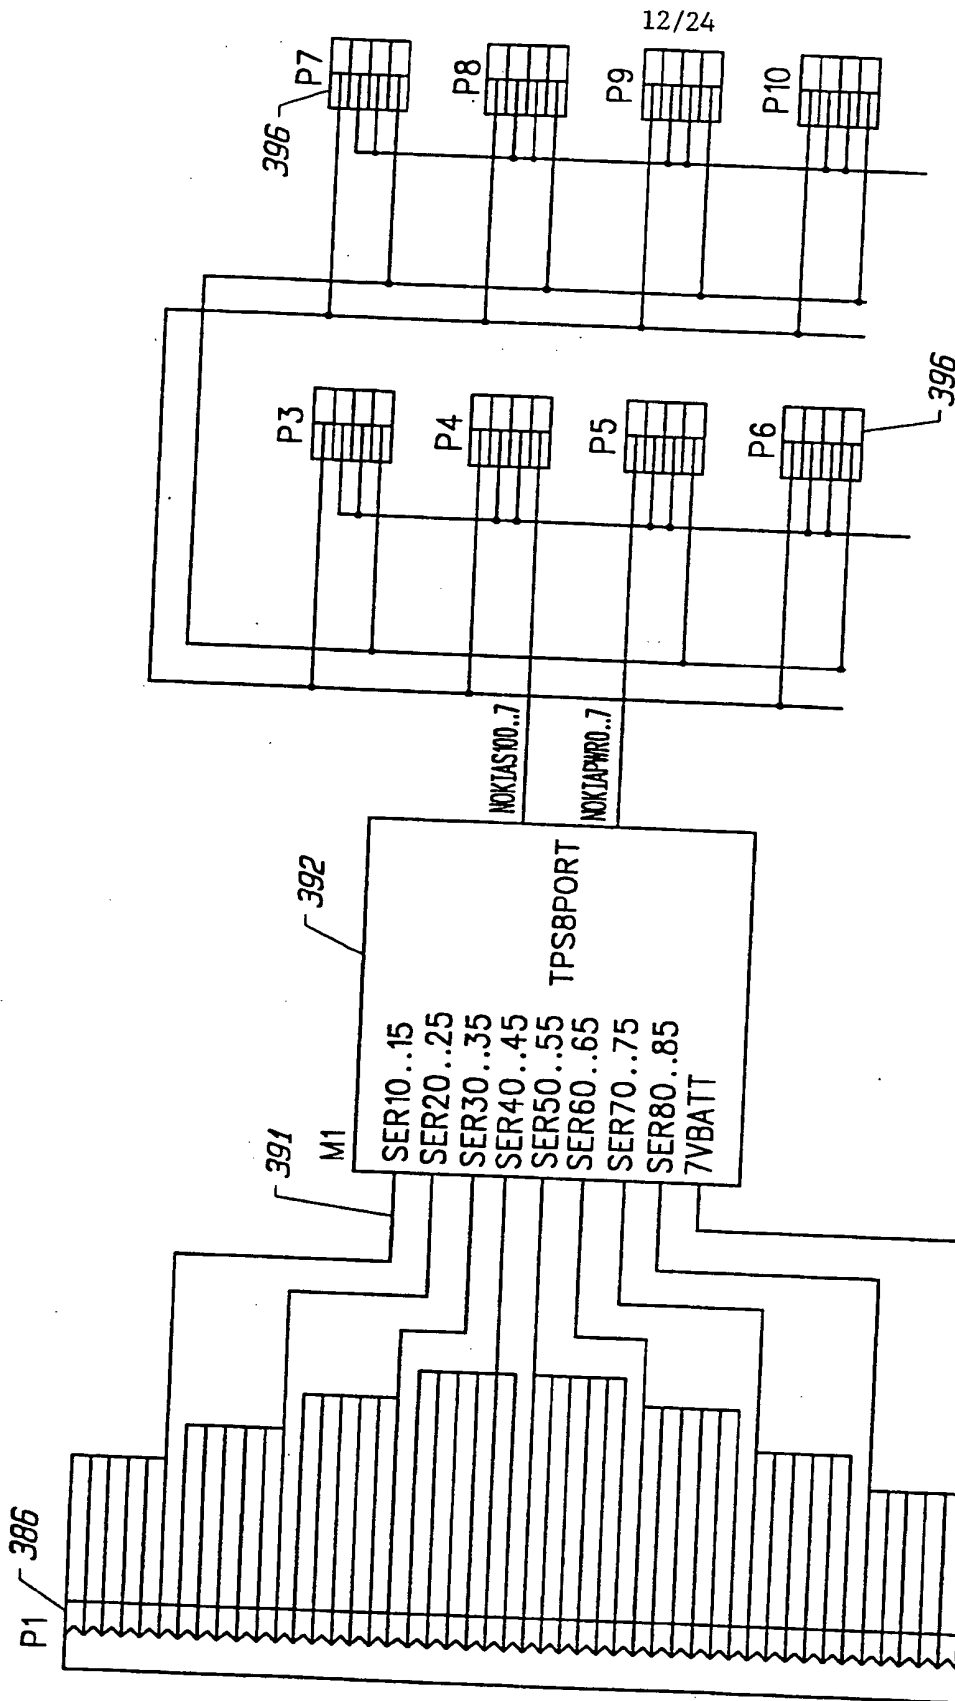 12/24
P7
P8
P9
P10
396
P3
P4
P5
P6
396
NOKIAS100..7
NOKIAPWR0..7
392
TPS8PORT
M1
SER10..15
SER20..25
SER30..35
SER40..45
SER50..55
SER60..65
SER70..75
SER80..85
7VBATT
391
P1
386